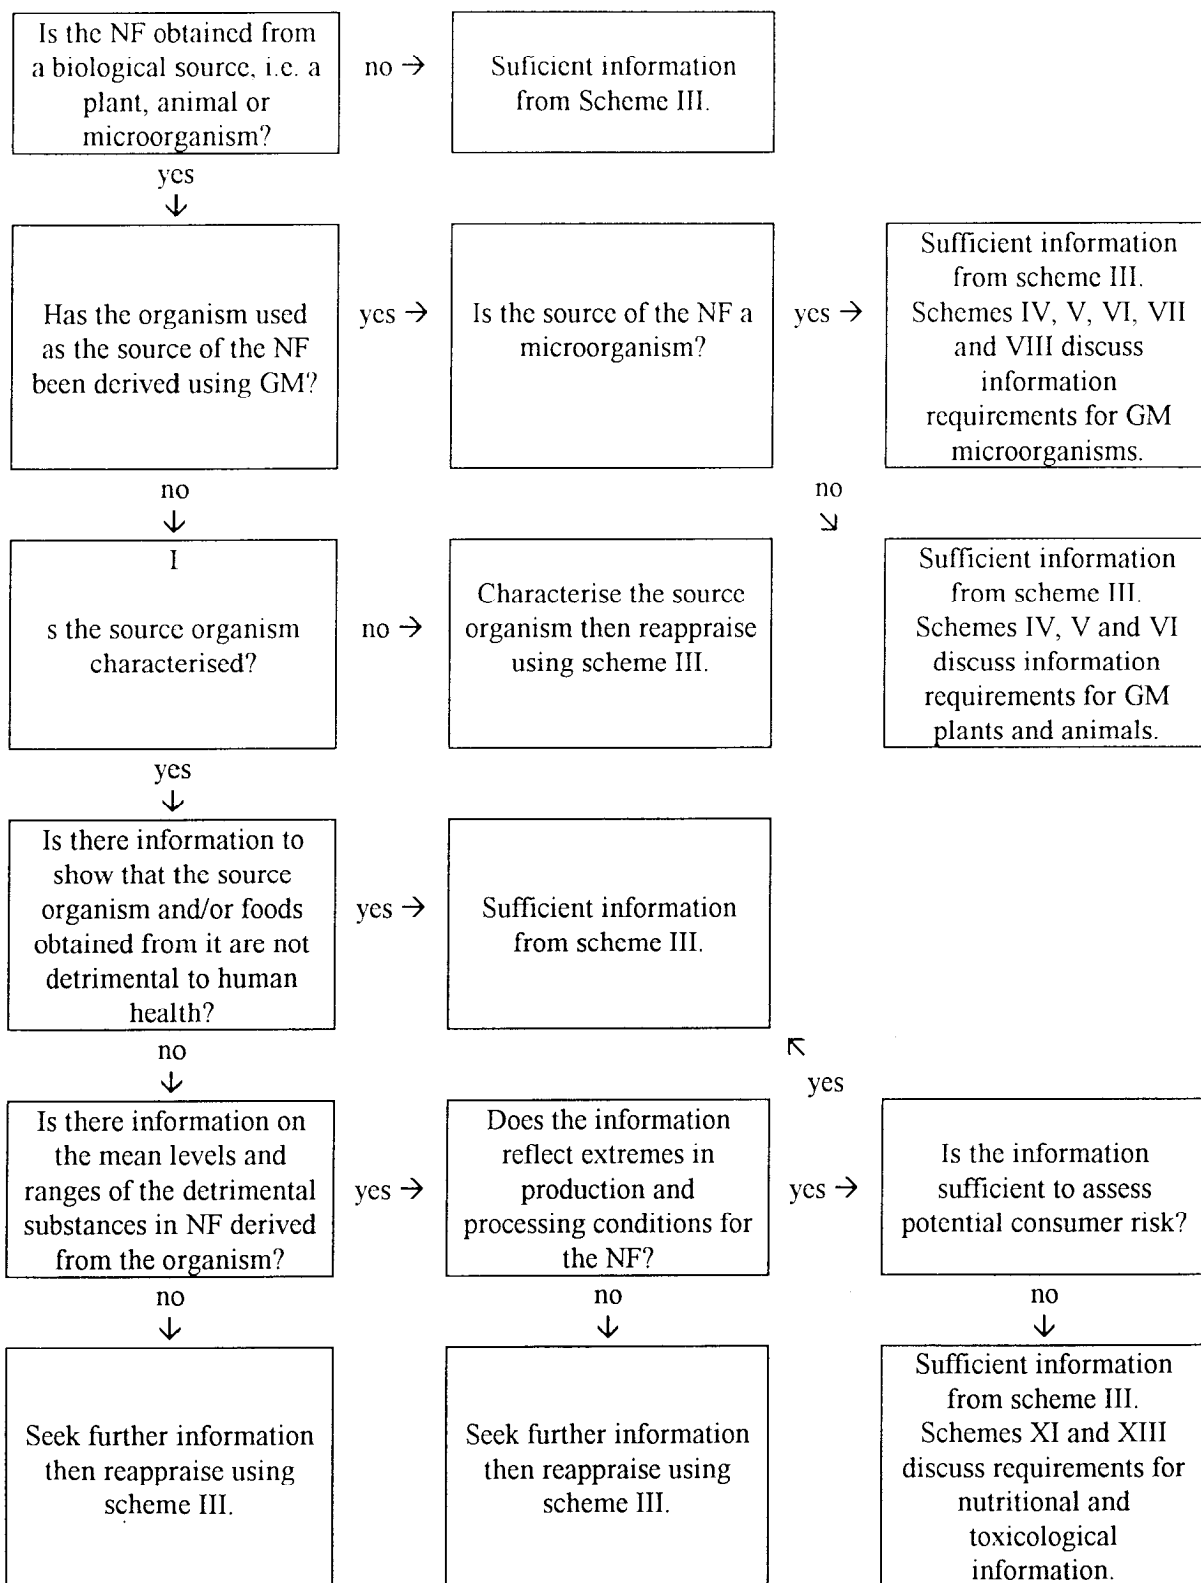 Is the NF obtained from
a biological source, i.e. a
plant, animal or
microorganism?
no →
Suficient information
from Scheme III.
yes
↓
Has the organism used
as the source of the NF
been derived using GM?
yes →
Is the source of the NF a
microorganism?
yes →
Sufficient information
from scheme III.
Schemes IV, V, VI, VII
and VIII discuss
information
requirements for GM
microorganisms.
no
↓
no
↘
I
s the source organism
characterised?
no →
Characterise the source
organism then reappraise
using scheme III.
Sufficient information
from scheme III.
Schemes IV, V and VI
discuss information
requirements for GM
plants and animals.
yes
↓
Is there information to
show that the source
organism and/or foods
obtained from it are not
detrimental to human
health?
yes →
Sufficient information
from scheme III.
no
↓
↖
yes
Is there information on
the mean levels and
ranges of the detrimental
substances in NF derived
from the organism?
yes →
Does the information
reflect extremes in
production and
processing conditions for
the NF?
yes →
Is the information
sufficient to assess
potential consumer risk?
no
↓
no
↓
no
↓
Seek further information
then reappraise using
scheme III.
Seek further information
then reappraise using
scheme III.
Sufficient information
from scheme III.
Schemes XI and XIII
discuss requirements for
nutritional and
toxicological
information.